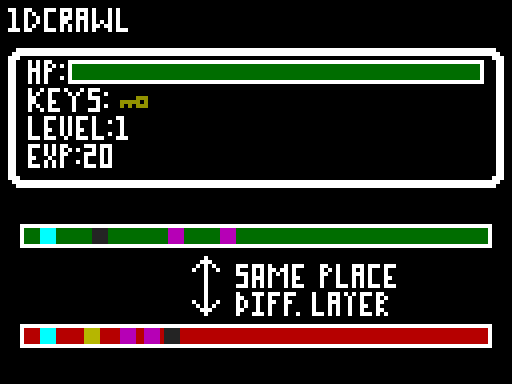 1DCRAWL
HP:
KEYS:
LEVEL:1
EXP:20
SAME PLACE
DIFF. LAYER